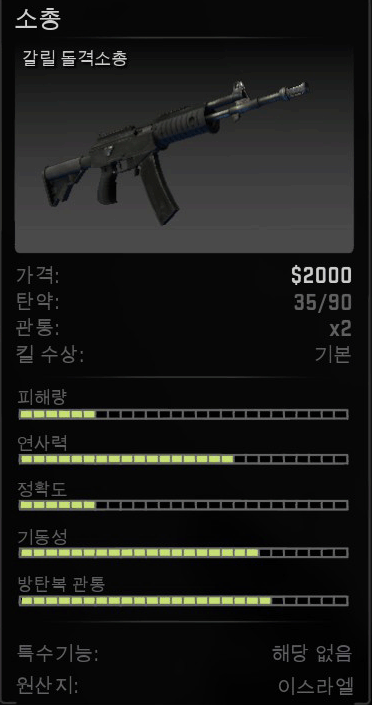 소총
갈릴 돌격소총
가격: $2000
탄약: 35/90
관통: x2
킬 수상: 기본
피해량
연사력
정확도
기동성
방탄복 관통
특수기능: 해당 없음
원산지: 이스라엘